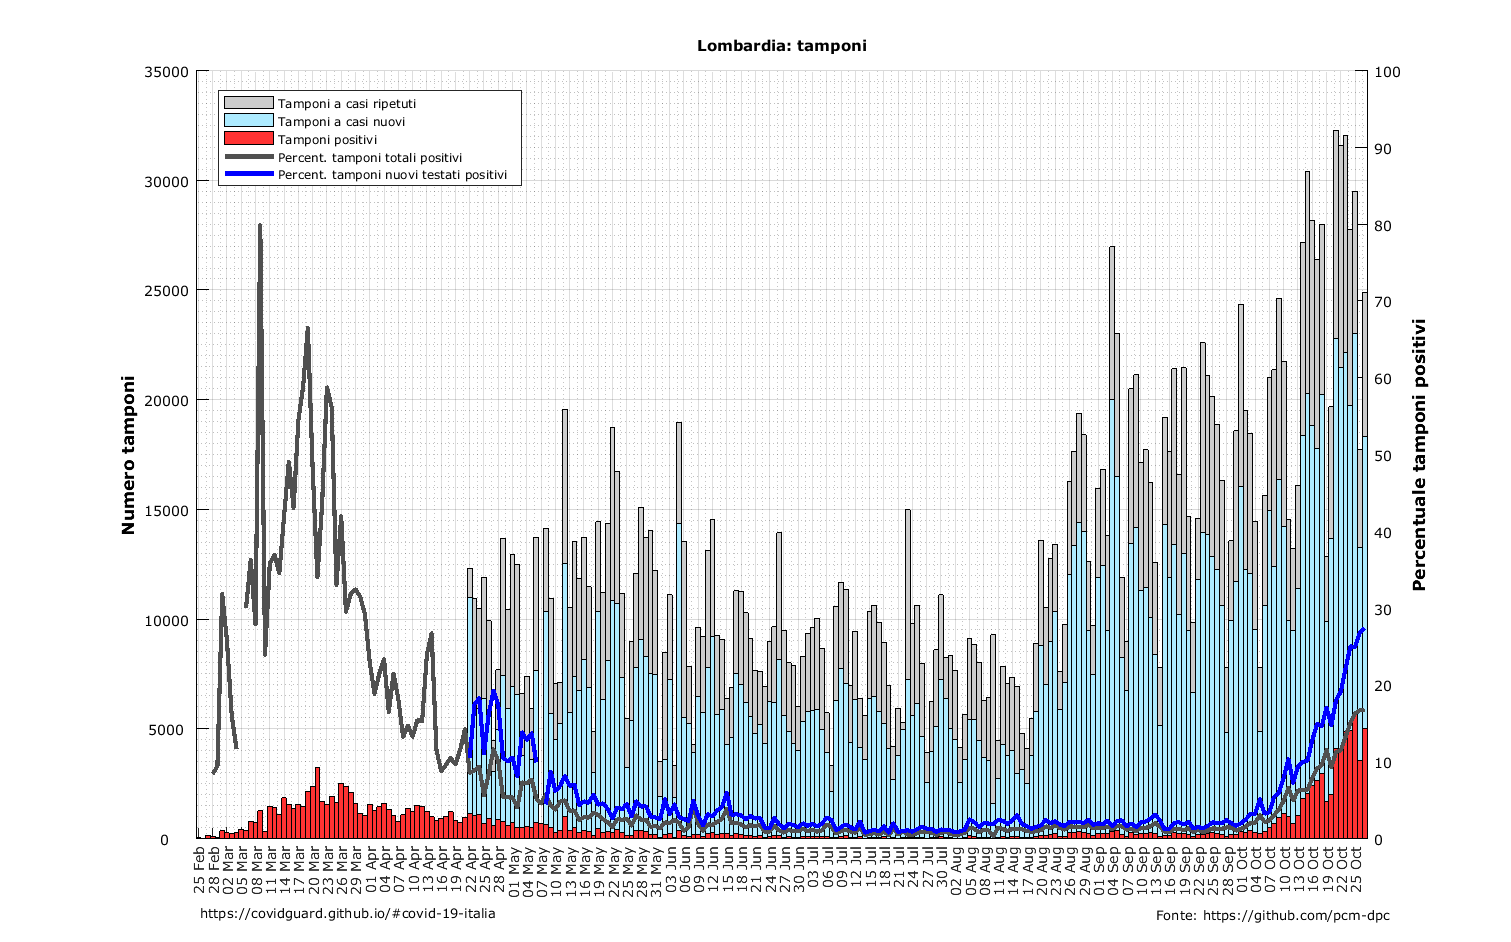 Lombardia: tamponi
35000
30000
25000
20000
15000
10000
5000
0
Numero tamponi
Tamponi a casi ripetuti
Tamponi a casi nuovi
Tamponi positivi
Percent. tamponi totali positivi
Percent. tamponi nuovi testati positivi
100
90
80
70
60
50
40
30
20
10
0
Percentuale tamponi positivi
25 Feb
28 Feb
02 Mar
05 Mar
08 Mar
11 Mar
14 Mar
17 Mar
20 Mar
23 Mar
26 Mar
29 Mar
01 Apr
04 Apr
07 Apr
10 Apr
13 Apr
16 Apr
19 Apr
22 Apr
25 Apr
28 Apr
01 May
04 May
07 May
10 May
13 May
16 May
19 May
22 May
25 May
28 May
31 May
03 Jun
06 Jun
09 Jun
12 Jun
15 Jun
18 Jun
21 Jun
24 Jun
27 Jun
30 Jun
03 Jul
06 Jul
09 Jul
12 Jul
15 Jul
18 Jul
21 Jul
24 Jul
27 Jul
30 Jul
02 Aug
05 Aug
08 Aug
11 Aug
14 Aug
17 Aug
20 Aug
23 Aug
26 Aug
29 Aug
01 Sep
04 Sep
07 Sep
10 Sep
13 Sep
16 Sep
19 Sep
22 Sep
25 Sep
28 Sep
01 Oct
04 Oct
07 Oct
10 Oct
13 Oct
16 Oct
19 Oct
22 Oct
25 Oct
https://covidguard.github.io/#covid-19-italia
Fonte: https://github.com/pcm-dpc